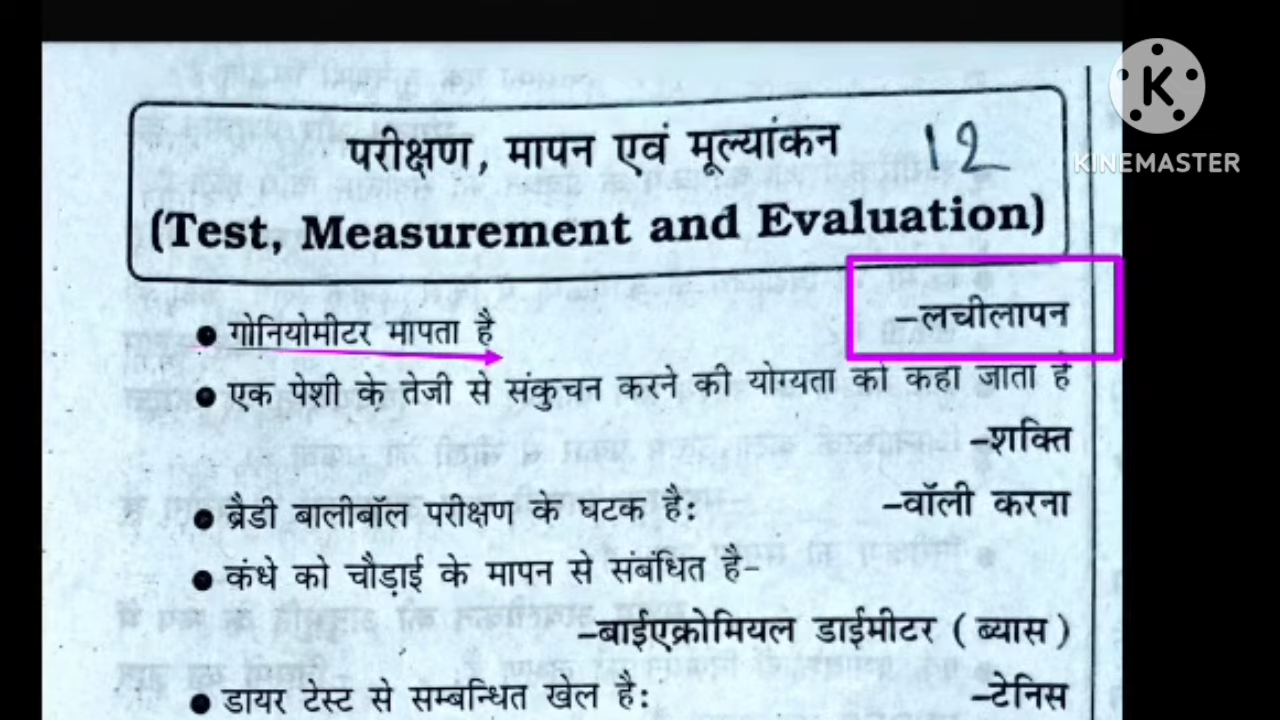 परीक्षण, मापन एवं मूल्यांकन 12
(Test, Measurement and Evaluation)
K
KINEMASTER
● गोनियोमीटर मापता है –लचीलापन
● एक पेशी के तेजी से संकुचन करने की योग्यता को कहा जाता है
–शक्ति
● ब्रैडी बालीबॉल परीक्षण के घटक है: –वॉली करना
● कंधे को चौड़ाई के मापन से संबंधित है–
–बाईएक्रोमियल डाईमीटर ( ब्यास )
● डायर टेस्ट से सम्बन्धित खेल है: –टेनिस